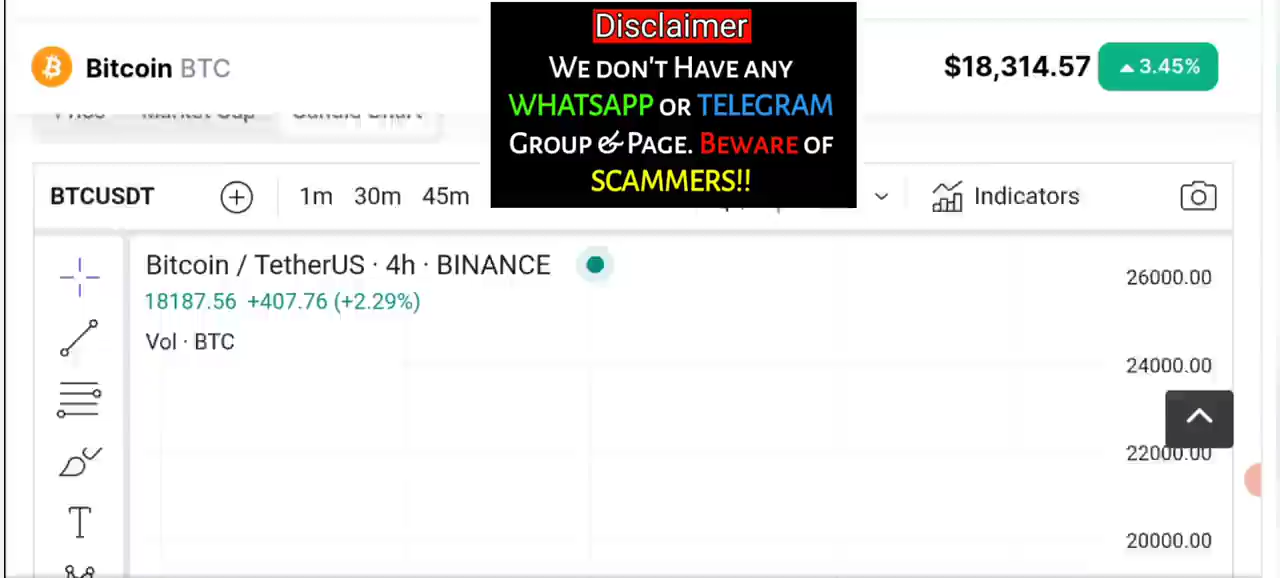 Disclaimer
WE DON'T HAVE ANY
WHATSAPP OR TELEGRAM
GROUP & PAGE. BEWARE OF
SCAMMERS!!
Bitcoin BTC
$18,314.57
3.45%
BTCUSDT
1m 30m 45m
Indicators
Bitcoin / TetherUS · 4h · BINANCE
18187.56 +407.76 (+2.29%)
Vol · BTC
26000.00
24000.00
22000.00
20000.00